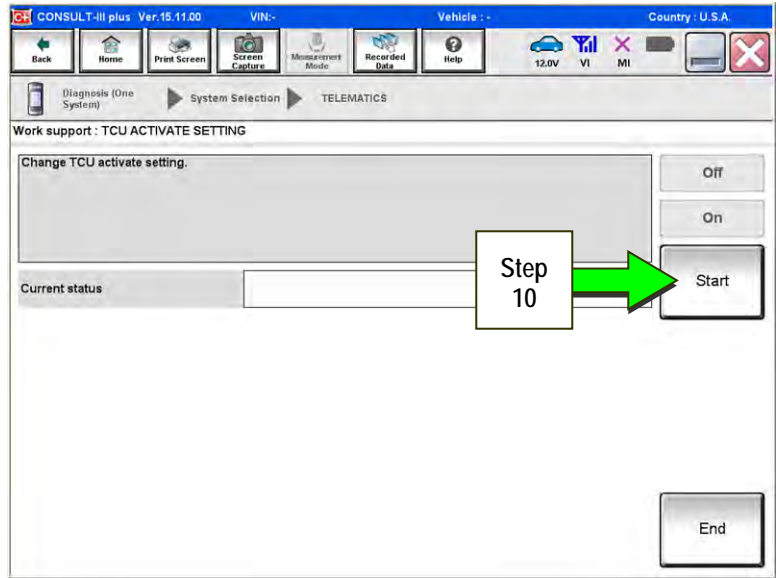 C+ CONSULT-III plus Ver.15.11.00 VIN:- Vehicle : - Country : U.S.A.
Back
Home
Print Screen
Screen
Capture
Measurement
Mode
Recorded
Data
Help
12.0V
VI
MI
Diagnosis (One
System)
System Selection
TELEMATICS
Work support : TCU ACTIVATE SETTING
Change TCU activate setting.
Off
On
Step
10
Start
Current status
End